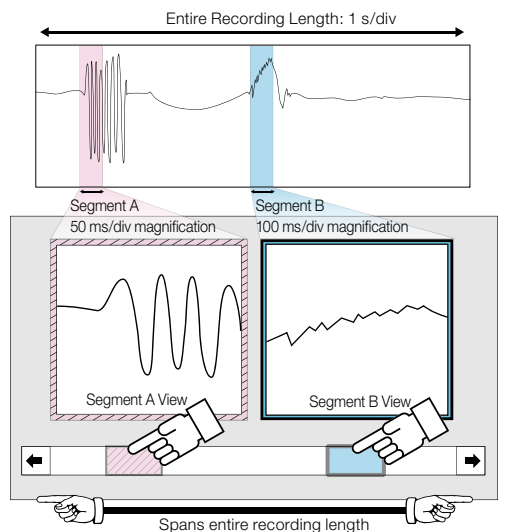 Entire Recording Length: 1 s/div
Segment A
50 ms/div magnification
Segment B
100 ms/div magnification
Segment A View
Segment B View
Spans entire recording length